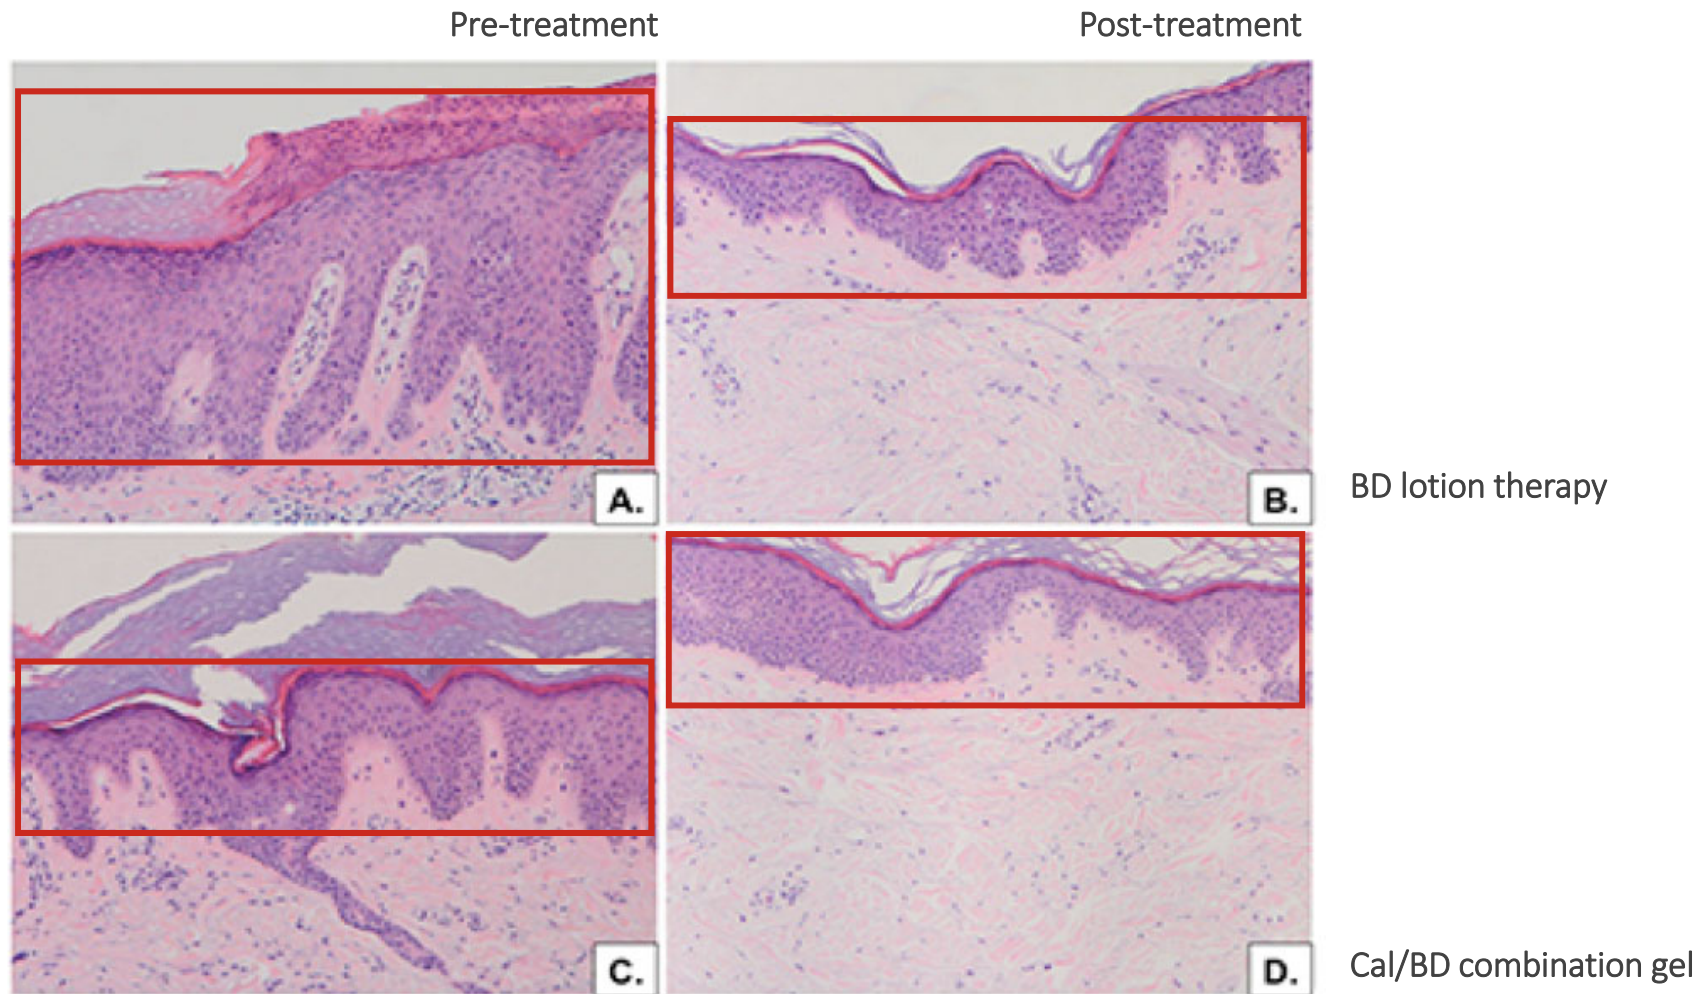 Pre-treatment
Post-treatment
A.
B.
BD lotion therapy
C.
D.
Cal/BD combination gel